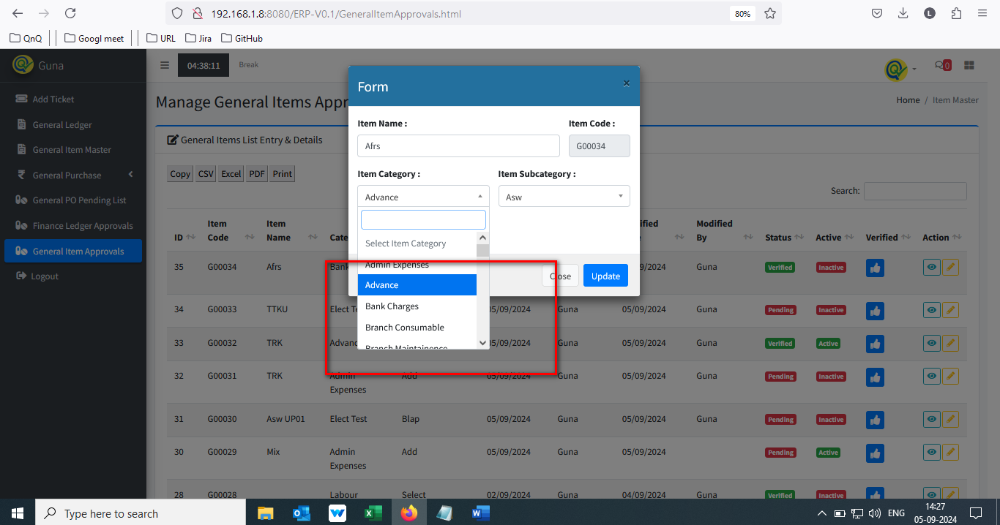 192.168.1.8:8080/ERP-V0.1/GeneralItemApprovals.html
80%
L
QnQ
Googl meet
URL
Jira
GitHub
Guna
04:38:11
Break
0
Form
×
Add Ticket
General Ledger
General Item Master
General Purchase
General PO Pending List
Finance Ledger Approvals
General Item Approvals
Logout
Manage General Items Appr
Home / Item Master
General Items List Entry & Details
Copy CSV Excel PDF Print
Search:
Item Name :
Item Code :
Afrs
G00034
Item Category :
Item Subcategory :
Advance
Asw
Select Item Category
Admin Expenses
Advance
Bank Charges
Branch Consumable
Branch Maintainence
Close
Update
ID Item Code Item Name Modified By Status Active Verified Action
35 G00034 Afrs Guna Verified Inactive
34 G00033 TTKU 05/09/2024 Guna 05/09/2024 Guna Pending Inactive
33 G00032 TRK 05/09/2024 Guna 05/09/2024 Guna Verified Active
32 G00031 TRK Admin Expenses Add 05/09/2024 Guna 05/09/2024 Guna Pending Inactive
31 G00030 Asw UP01 Elect Test Blap 05/09/2024 Guna 05/09/2024 Guna Pending Inactive
30 G00029 Mix Admin Expenses Add 05/09/2024 Guna 05/09/2024 Pending Active
28 G00028 Labour Select 02/09/2024 Guna 04/09/2024 Guna Verified Inactive
Type here to search
ENG
14:27
05-09-2024